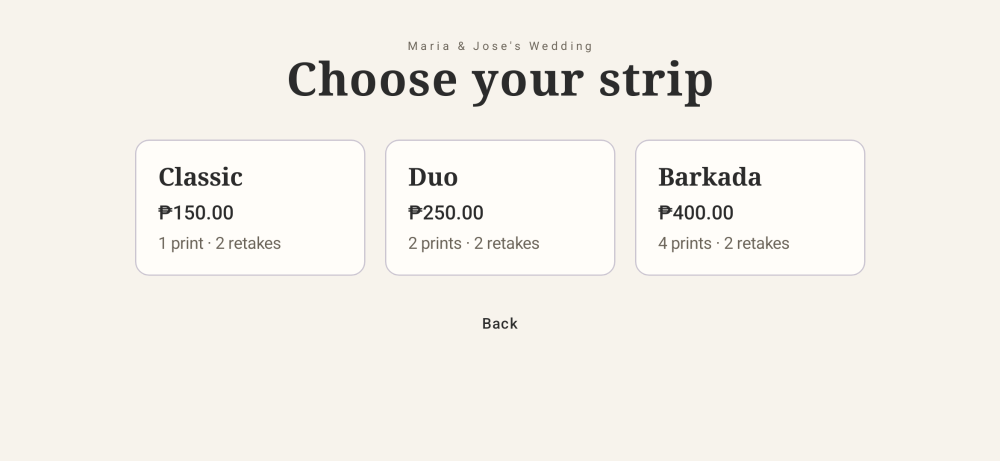 Maria & Jose's Wedding
Choose your strip
Classic
₱150.00
1 print · 2 retakes
Duo
₱250.00
2 prints · 2 retakes
Barkada
₱400.00
4 prints · 2 retakes
Back